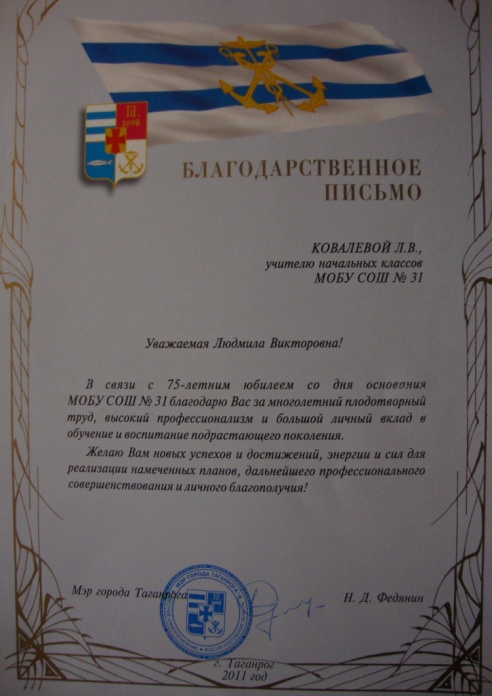 П I.
1698
БЛАГОДАРСТВЕННОЕ
ПИСЬМО
КОВАЛЕВОЙ Л.В.,
учителю начальных классов
МОБУ СОШ № 31
Уважаемая Людмила Викторовна!
В связи с 75-летним юбилеем со дня основания
МОБУ СОШ № 31 благодарю Вас за многолетний плодотворный
труд, высокий профессионализм и большой личный вклад в
обучение и воспитание подрастающего поколения.
Желаю Вам новых успехов и достижений, энергии и сил для
реализации намеченных планов, дальнейшего профессионального
совершенствования и личного благополучия!
Мэр города Таганрога
Н. Д. Федянин
МЭР ГОРОДА ТАГАНРОГА
г. Таганрог
2011 год